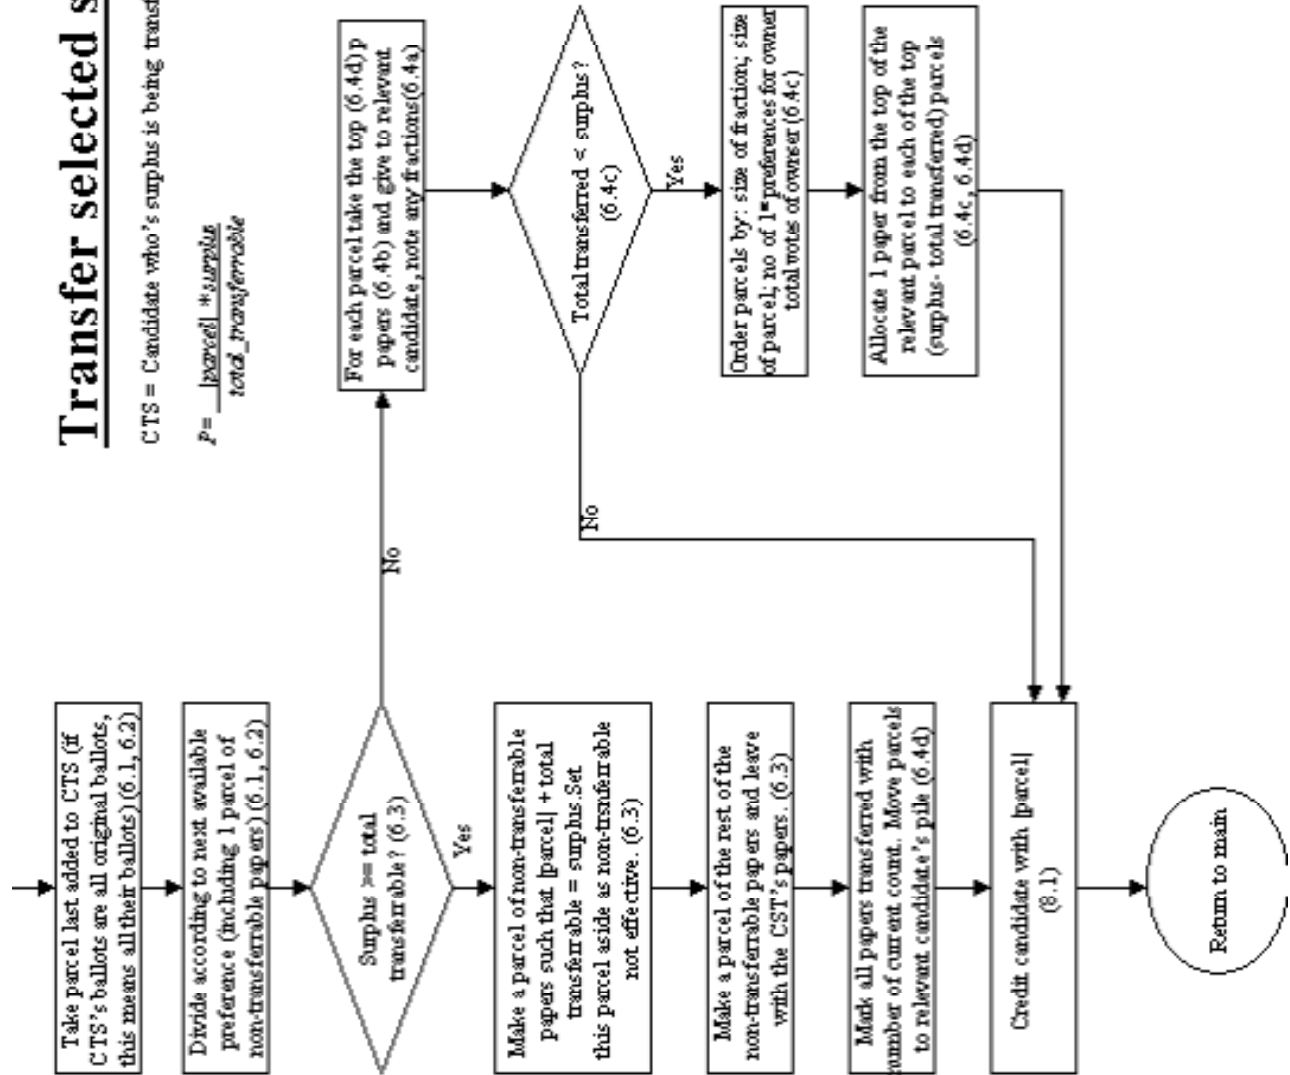 Transfer selected s
CTS = Candidate who's surplus is being transf
P= |parcel| * surplus
total_transferrable
Take parcel last added to CTS (if
CTS's ballots are all original ballots,
this means all their ballots) (6.1, 6.2)
Divide according to next available
preference (including 1 parcel of
non-transferrable papers) (6.1, 6.2)
Surplus >= total
transferrable? (6.3)
No
Yes
Make a parcel of non-transferrable
papers such that |parcel| + total
transferrable = surplus.Set
this parcel aside as non-trsnferrable
not effective. (6.3)
Make a parcel of the rest of the
non-transferrable papers and leave
with the CST's papers. (6.3)
Mark all papers transferred with
number of current count. Move parcels
to relevant candidate's pile (6.4d)
Credit candidate with |parcel|
(8.1)
Return to main
For each parcel take the top (6.4d) p
papers (6.4b) and give to relevant
candidate, note any fractions(6.4a)
Total transferred < surplus?
(6.4c)
No
Yes
Order parcels by: size of fraction; size
of parcel; no of 1st preferences for owner
total votes of ownser (6.4c)
Allocate 1 paper from the top of the
relevant parcel to each of the top
(surplus- total transferred) parcels
(6.4c, 6.4d)